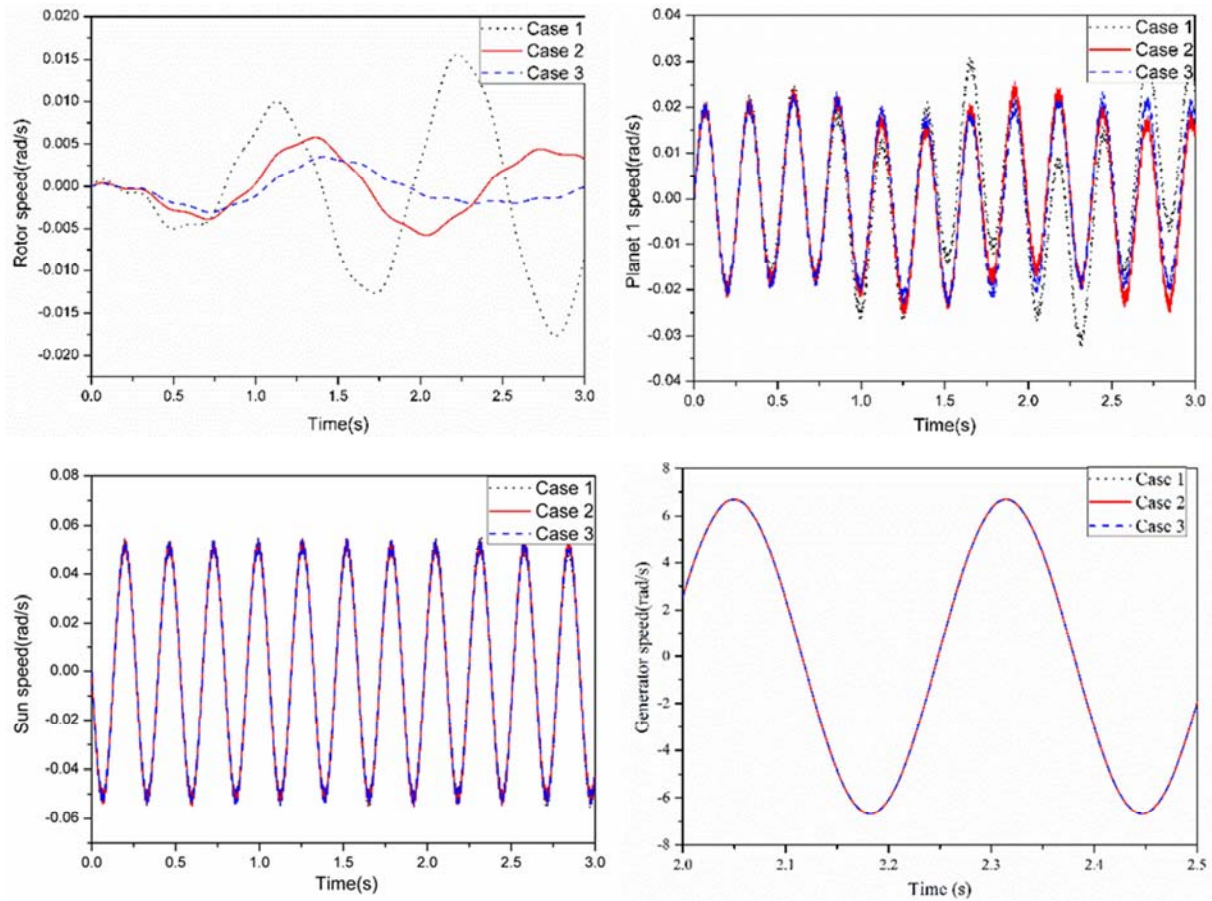 0.020
0.015
0.010
0.005
0.000
-0.005
-0.010
-0.015
-0.020
Rotor speed(rad/s)
Case 1
Case 2
Case 3
0.0 0.5 1.0 1.5 2.0 2.5 3.0
Time(s)
0.04
0.03
0.02
0.01
0.00
-0.01
-0.02
-0.03
-0.04
Planet 1 speed(rad/s)
Case 1
Case 2
Case 3
0.0 0.5 1.0 1.5 2.0 2.5 3.0
Time(s)
0.08
0.06
0.04
0.02
0.00
-0.02
-0.04
-0.06
Sun speed(rad/s)
Case 1
Case 2
Case 3
0.0 0.5 1.0 1.5 2.0 2.5 3.0
Time(s)
8
6
4
2
0
-2
-4
-6
-8
Generator speed(rad/s)
Case 1
Case 2
Case 3
2.0 2.1 2.2 2.3 2.4 2.5
Time (s)